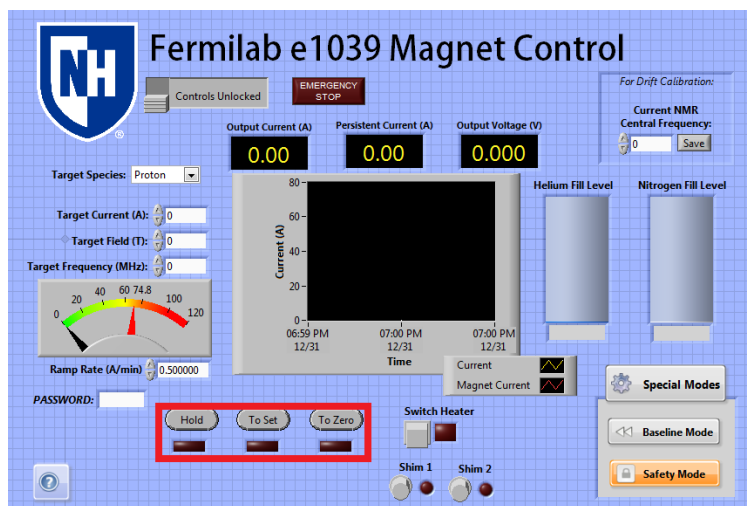 NH
®
Fermilab e1039 Magnet Control
Controls Unlocked
EMERGENCY
STOP
For Drift Calibration:
Current NMR
Central Frequency:
0
Save
Output Current (A)
Persistent Current (A)
Output Voltage (V)
0.00
0.00
0.000
Target Species:
Proton
Target Current (A):
0
Target Field (T):
0
Target Frequency (MHz):
0
0
20
40
60
74.8
100
120
Ramp Rate (A/min)
0.500000
PASSWORD:
80
60
40
20
0
Current (A)
06:59 PM
12/31
07:00 PM
12/31
07:00 PM
12/31
Time
Current
Magnet Current
Helium Fill Level
Nitrogen Fill Level
Hold
To Set
To Zero
Switch Heater
Shim 1
Shim 2
Special Modes
Baseline Mode
Safety Mode
?